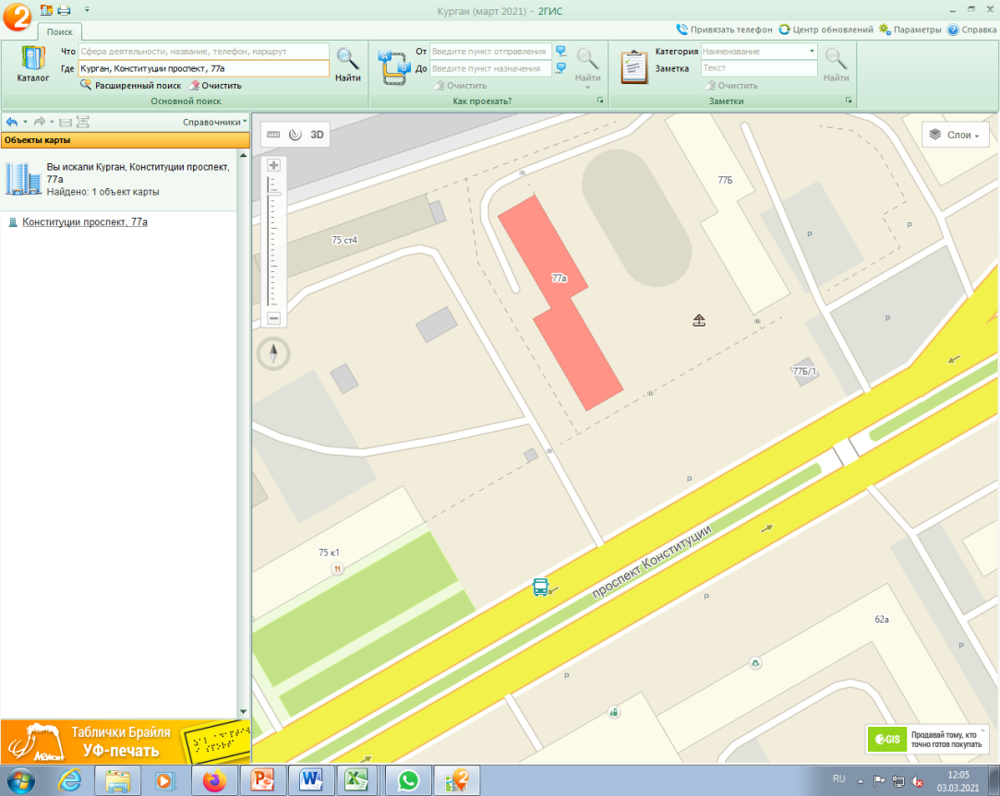 Курган (март 2021) - 2ГИС
Поиск
Привязать телефон
Центр обновлений
Параметры
Справка
Каталог
Что
Сфера деятельности, название, телефон, маршрут
Где
Курган, Конституции проспект, 77а
Расширенный поиск
Очистить
Найти
Основной поиск
От
Введите пункт отправления
До
Введите пункт назначения
Очистить
Найти
Как проехать?
Категория
Наименование
Заметка
Текст
Очистить
Найти
Заметки
Справочники
Объекты карты
Вы искали Курган, Конституции проспект,
77а
Найдено: 1 объект карты
Конституции проспект, 77а
3D
Слои
77Б
75 ст4
77а
P
P
P
77Б/1
P
75 к1
проспект Конституции
P
62а
P
P
Таблички Брайля
УФ-печать
МАмонт
2GIS
Продавай тому, кто
точно готов покупать
RU
12:05
03.03.2021